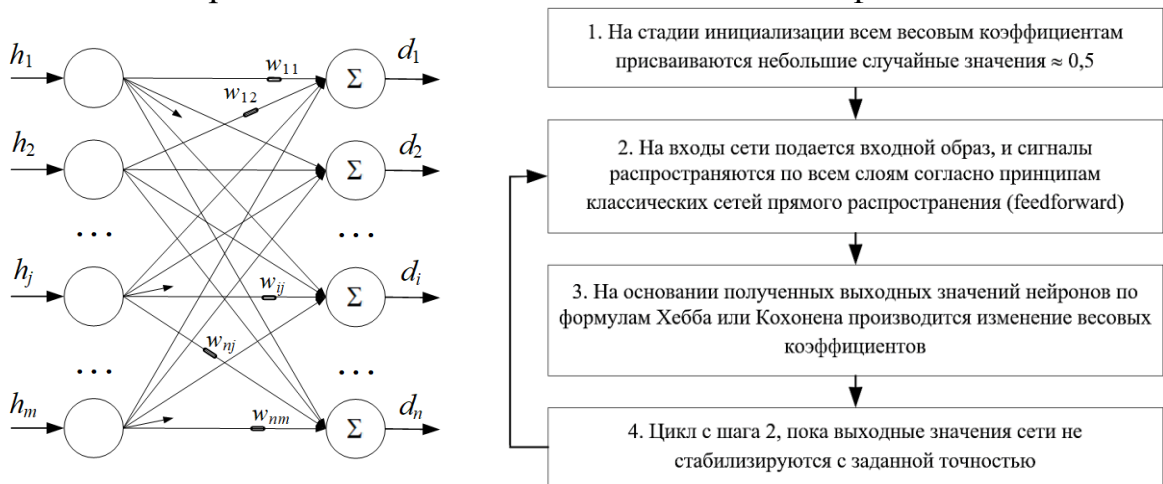 h₁
w₁₁
d₁
Σ
w₁₂
h₂
d₂
Σ
...
...
hⱼ
wᵢⱼ
dᵢ
Σ
wₙⱼ
...
...
hₘ
wₙₘ
dₙ
Σ
1. На стадии инициализации всем весовым коэффициентам
присваиваются небольшие случайные значения ≈ 0,5
2. На входы сети подается входной образ, и сигналы
распространяются по всем слоям согласно принципам
классических сетей прямого распространения (feedforward)
3. На основании полученных выходных значений нейронов по
формулам Хебба или Кохонена производится изменение весовых
коэффициентов
4. Цикл с шага 2, пока выходные значения сети не
стабилизируются с заданной точностью